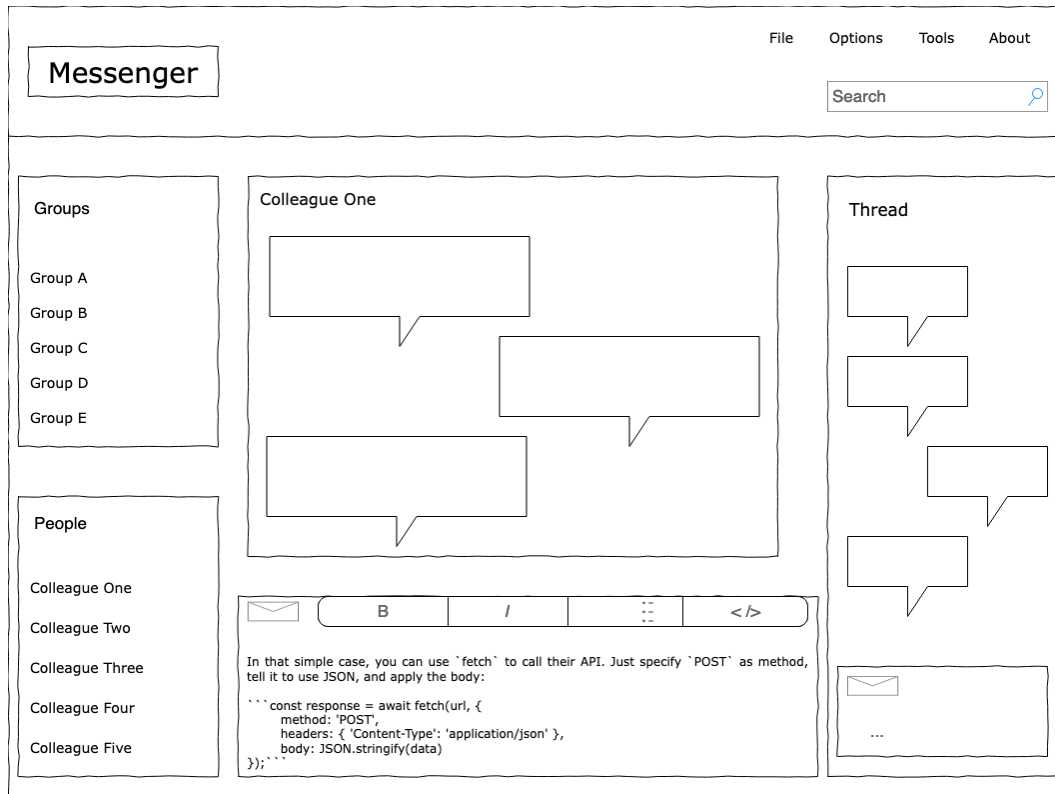 File Options Tools About
Messenger
Search
Groups
Group A
Group B
Group C
Group D
Group E
People
Colleague One
Colleague Two
Colleague Three
Colleague Four
Colleague Five
Colleague One
B I </>
In that simple case, you can use `fetch` to call their API. Just specify `POST` as method,
tell it to use JSON, and apply the body:
```const response = await fetch(url, {
method: 'POST',
headers: { 'Content-Type': 'application/json' },
body: JSON.stringify(data)
});```
Thread
...